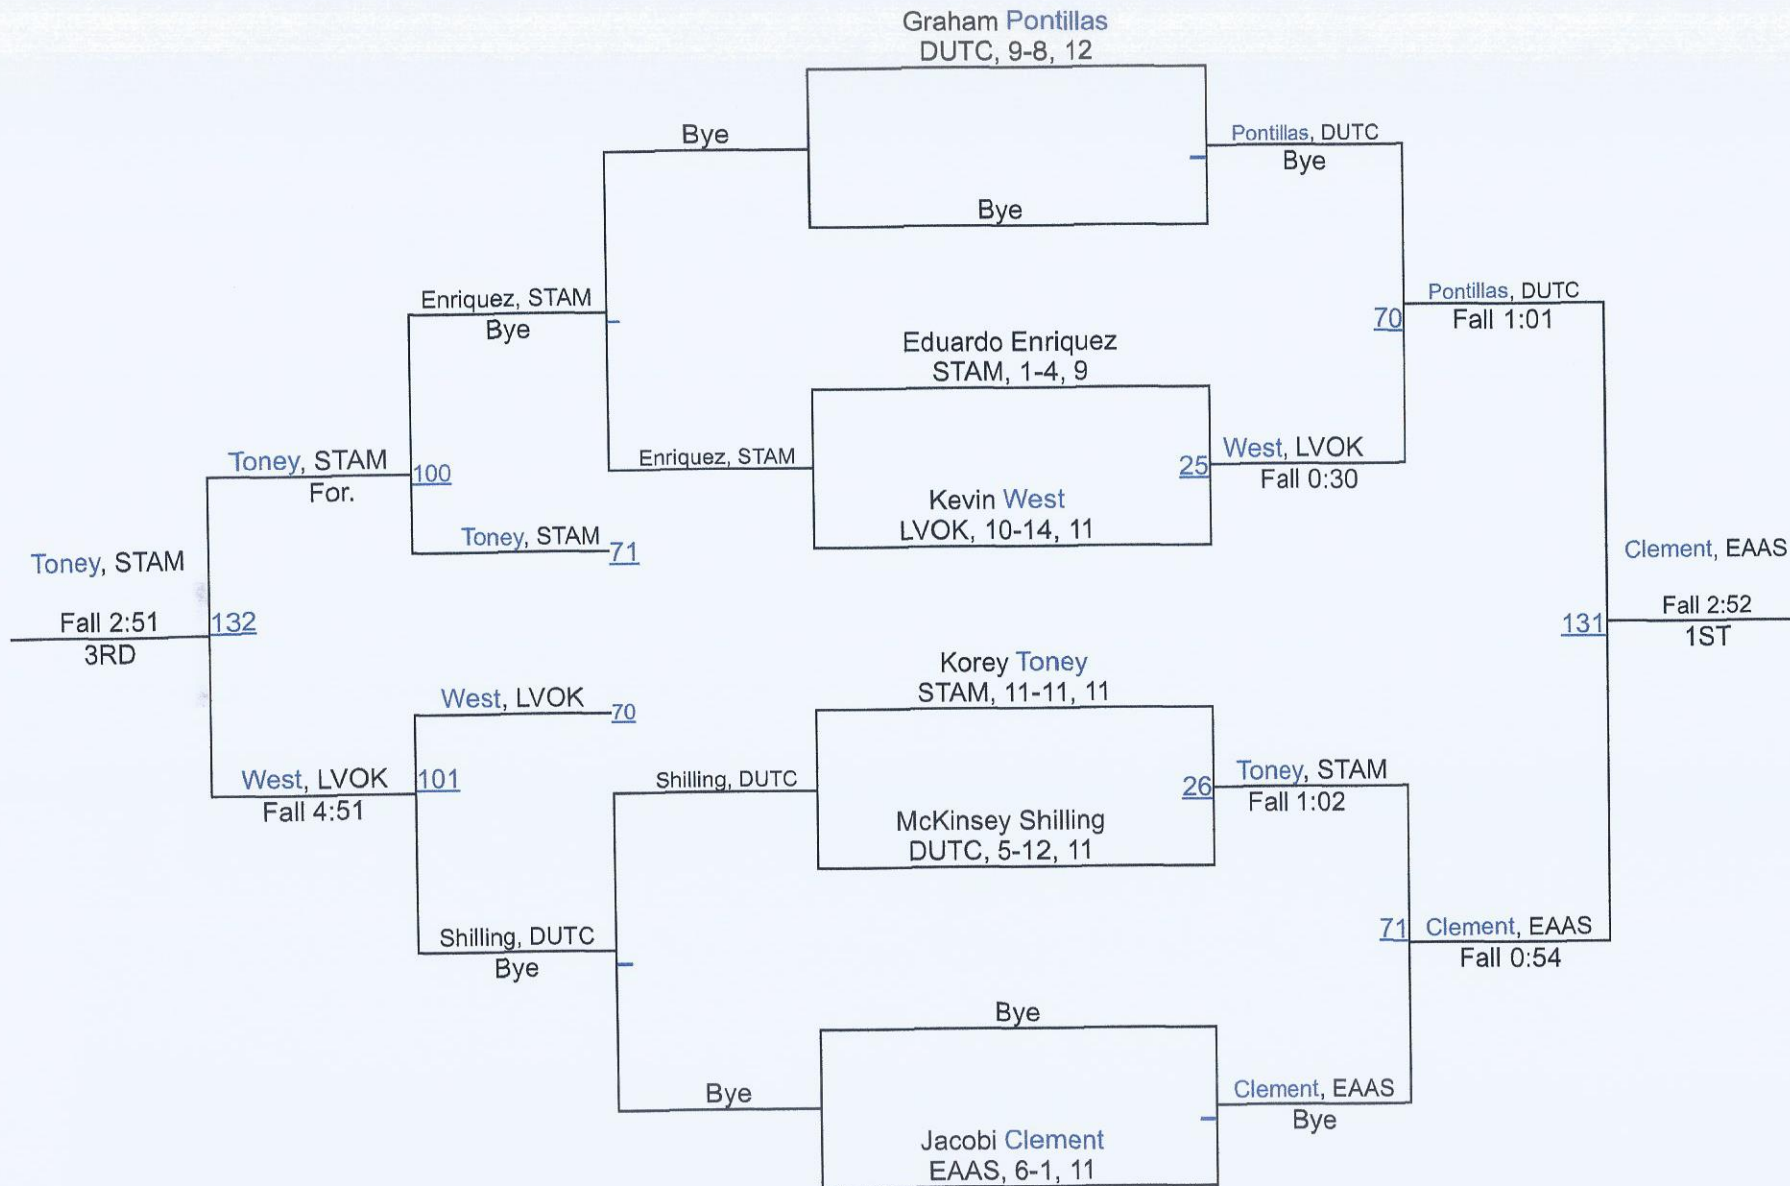 Graham Pontillas
DUTC, 9-8, 12
Bye
Pontillas, DUTC
Bye
Bye
Enriquez, STAM
Bye
Pontillas, DUTC
Fall 1:01
70
Eduardo Enriquez
STAM, 1-4, 9
Enriquez, STAM
25
West, LVOK
Fall 0:30
Kevin West
LVOK, 10-14, 11
Toney, STAM
For.
100
Toney, STAM
71
Toney, STAM
Fall 2:51
3RD
132
Clement, EAAS
Fall 2:52
1ST
131
Korey Toney
STAM, 11-11, 11
West, LVOK
70
West, LVOK
Fall 4:51
101
Shilling, DUTC
26
Toney, STAM
Fall 1:02
McKinsey Shilling
DUTC, 5-12, 11
Shilling, DUTC
Bye
71
Clement, EAAS
Fall 0:54
Bye
Bye
Clement, EAAS
Bye
Jacobi Clement
EAAS, 6-1, 11